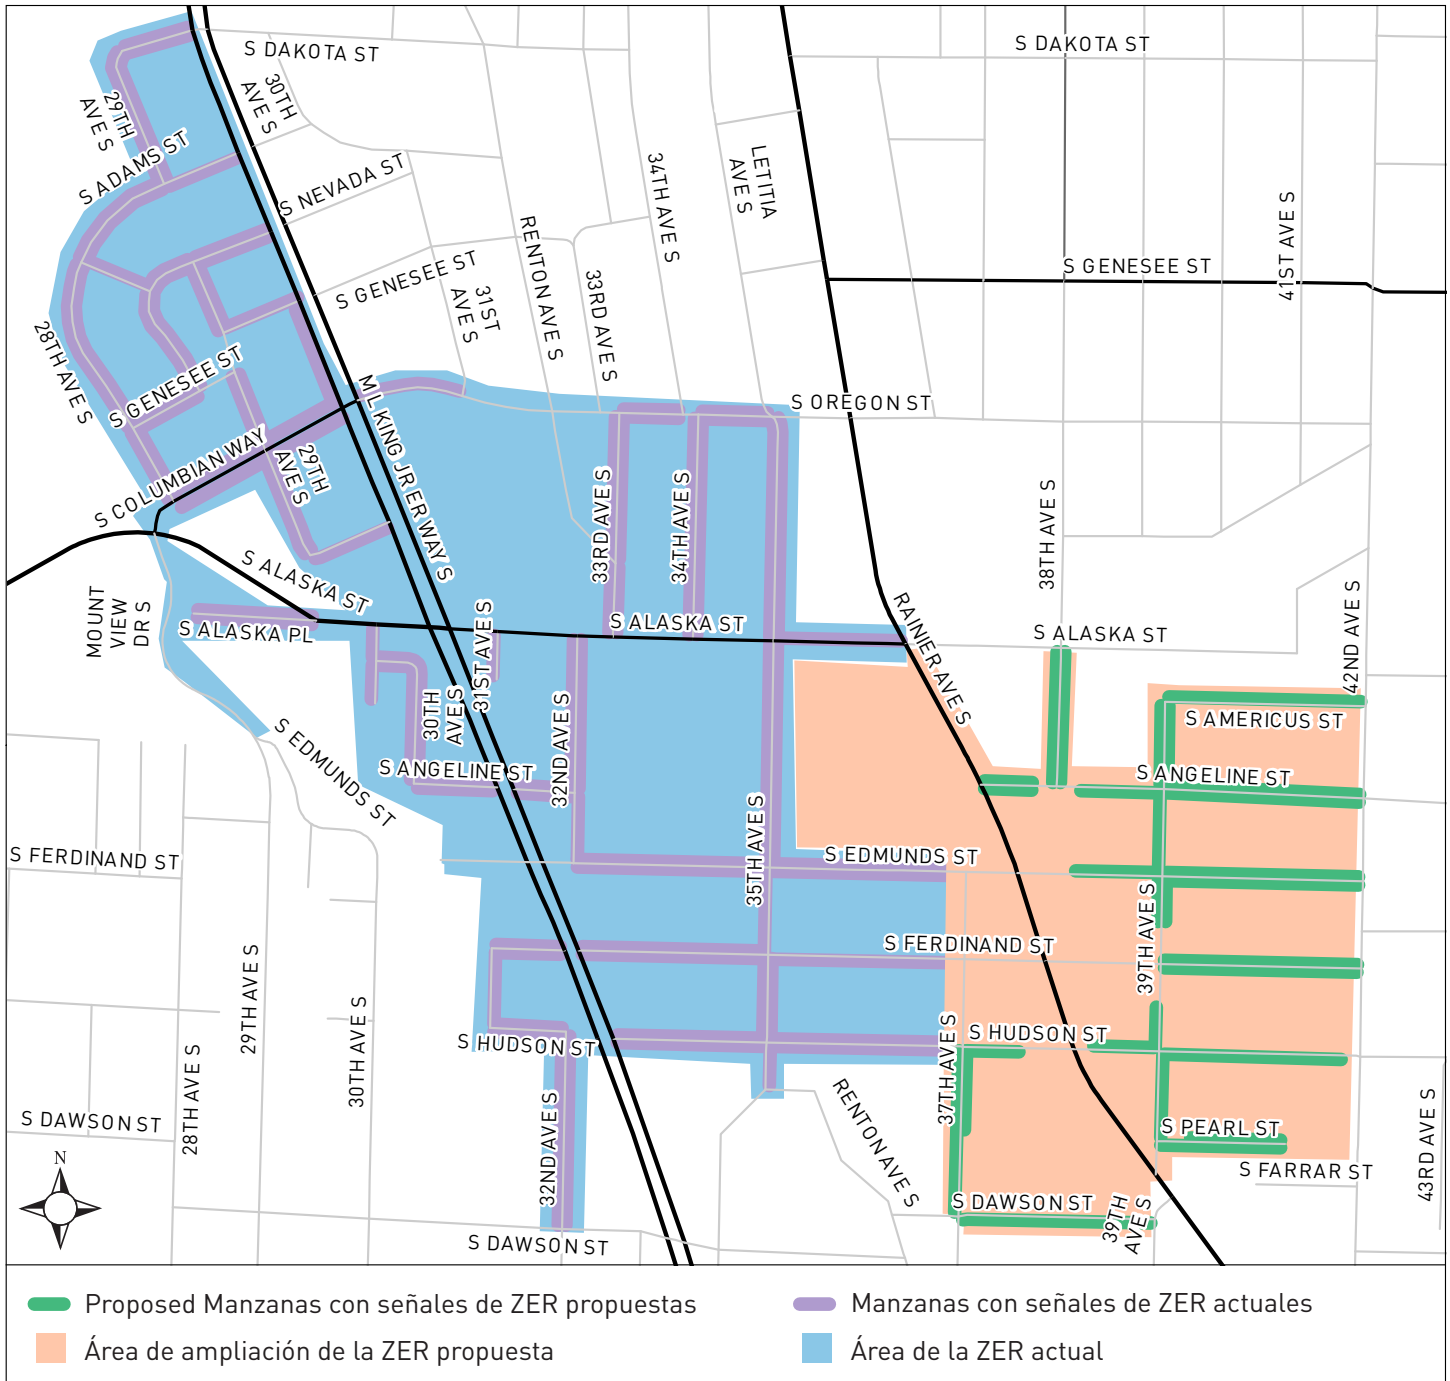 S DAKOTA ST
S DAKOTA ST
30TH
AVE S
29TH
AVE S
S ADAMS ST
S NEVADA ST
34TH AVE S
LETITIA
AVE S
41ST AVE S
S GENESEE ST
S GENESEE ST
31ST
AVE S
RENTON AVE S
33RD AVE S
28TH AVE S
S GENESEE ST
M L KING JR ER WAY S
S OREGON ST
S COLUMBIAN WAY
29TH
AVE S
33RD AVE S
34TH AVE S
38TH AVE S
S ALASKA ST
MOUNT
VIEW
DR S
S ALASKA PL
31ST AVE S
S ALASKA ST
RAINIER AVE S
S ALASKA ST
42ND AVE S
30TH
AVE S
32ND AVE S
S AMERICUS ST
S EDMUNDS ST
S ANGELINE ST
S ANGELINE ST
35TH AVE S
S EDMUNDS ST
S FERDINAND ST
39TH AVE S
S FERDINAND ST
29TH AVE S
30TH AVE S
28TH AVE S
S HUDSON ST
37TH AVE S
S HUDSON ST
32ND AVE S
RENTON AVE S
S DAWSON ST
S PEARL ST
S FARRAR ST
43RD AVE S
S DAWSON ST
39TH
AVE S
S DAWSON ST
N
Proposed Manzanas con señales de ZER propuestas
Manzanas con señales de ZER actuales
Área de ampliación de la ZER propuesta
Área de la ZER actual